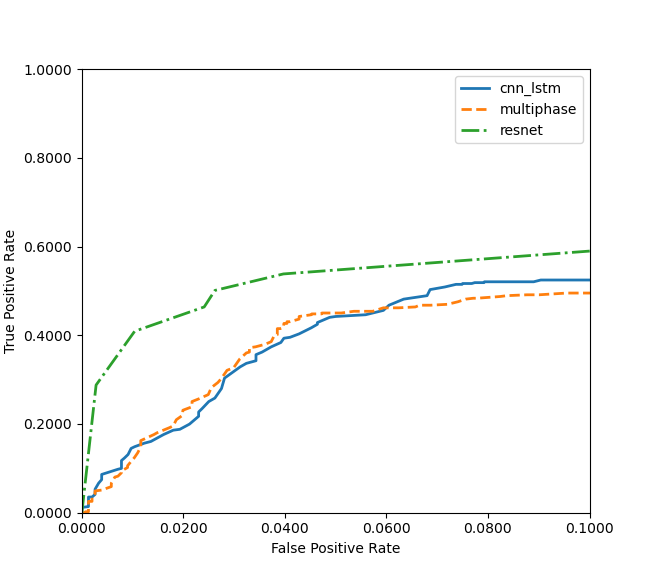 1.0000
0.8000
0.6000
0.4000
0.2000
0.0000
True Positive Rate
cnn_lstm
multiphase
resnet
0.0000 0.0200 0.0400 0.0600 0.0800 0.1000
False Positive Rate